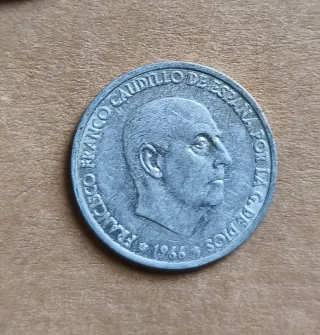 FRANCISCO FRANCO CAUDILLO DE ESPAÑA POR LA G. DE DIOS
* 1966 *